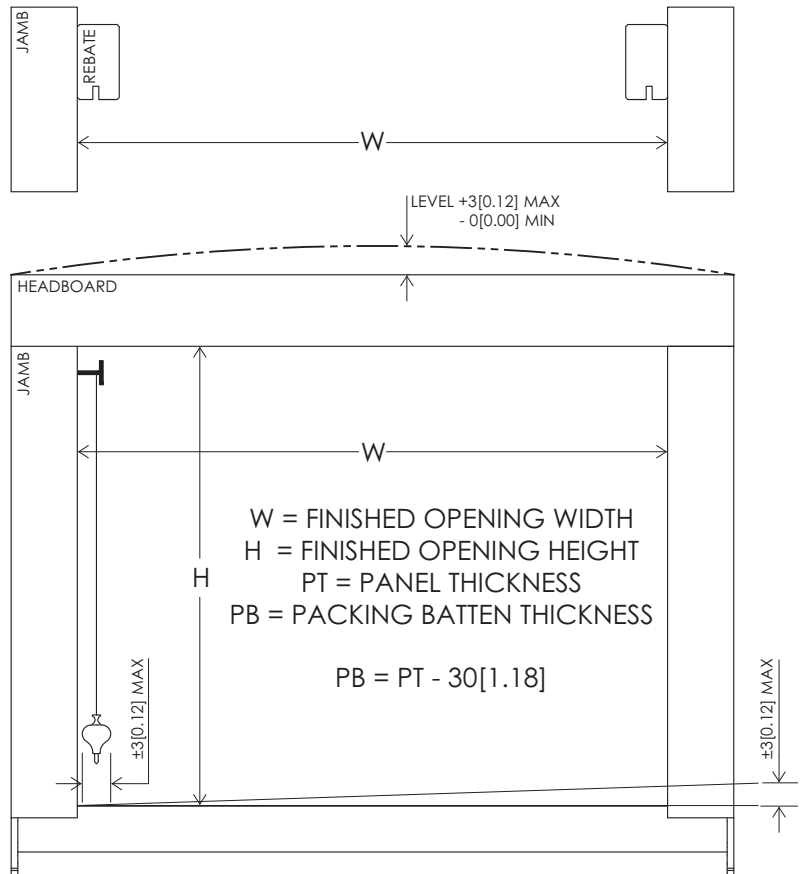 JAMB
REBATE
W
LEVEL +3[0.12] MAX
- 0[0.00] MIN
HEADBOARD
JAMB
W
W = FINISHED OPENING WIDTH
H = FINISHED OPENING HEIGHT
PT = PANEL THICKNESS
PB = PACKING BATTEN THICKNESS
H
PB = PT - 30[1.18]
±3[0.12] MAX
±3[0.12] MAX